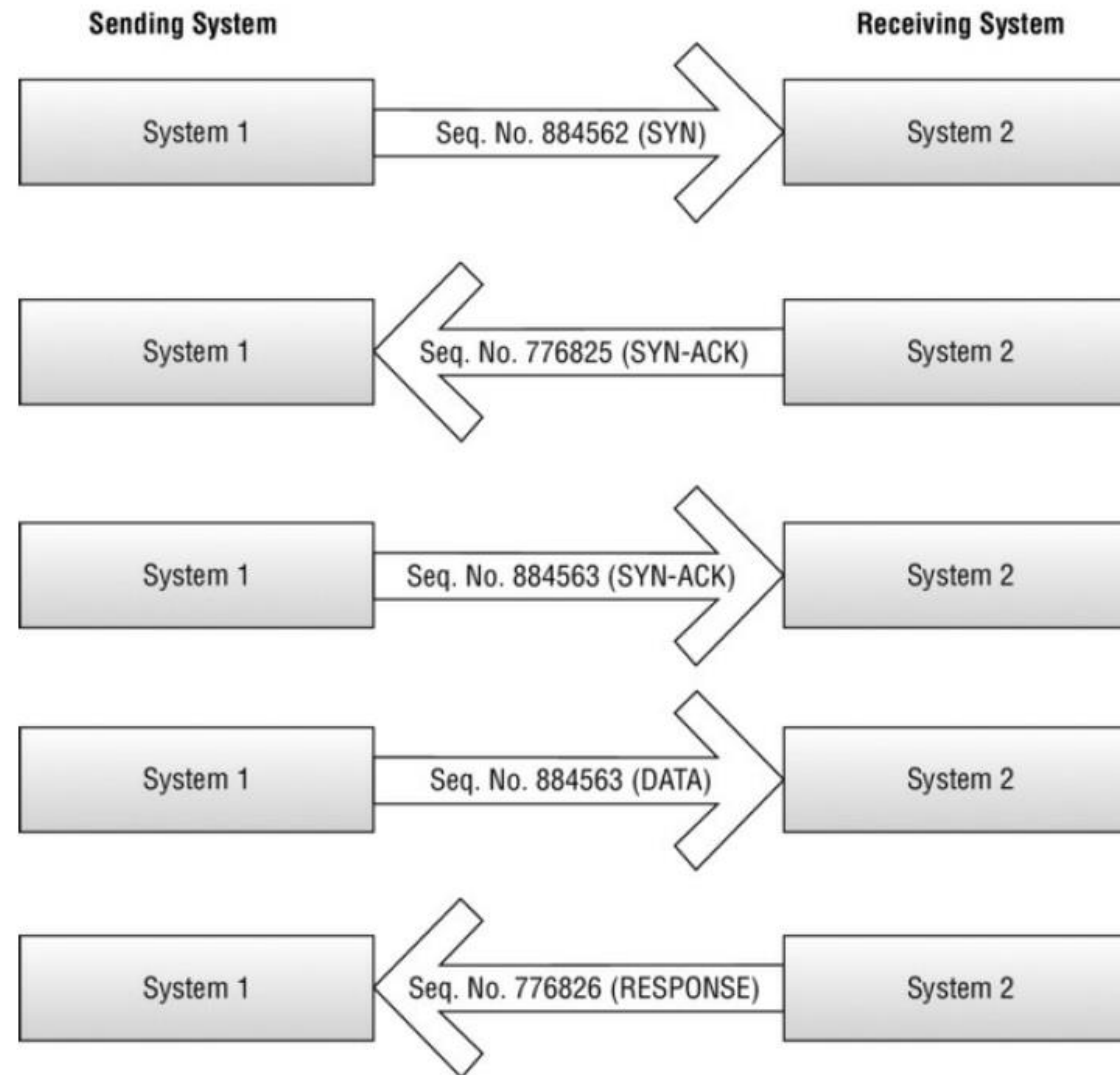 Sending System
Receiving System
System 1
Seq. No. 884562 (SYN)
System 2
System 1
Seq. No. 776825 (SYN-ACK)
System 2
System 1
Seq. No. 884563 (SYN-ACK)
System 2
System 1
Seq. No. 884563 (DATA)
System 2
System 1
Seq. No. 776826 (RESPONSE)
System 2